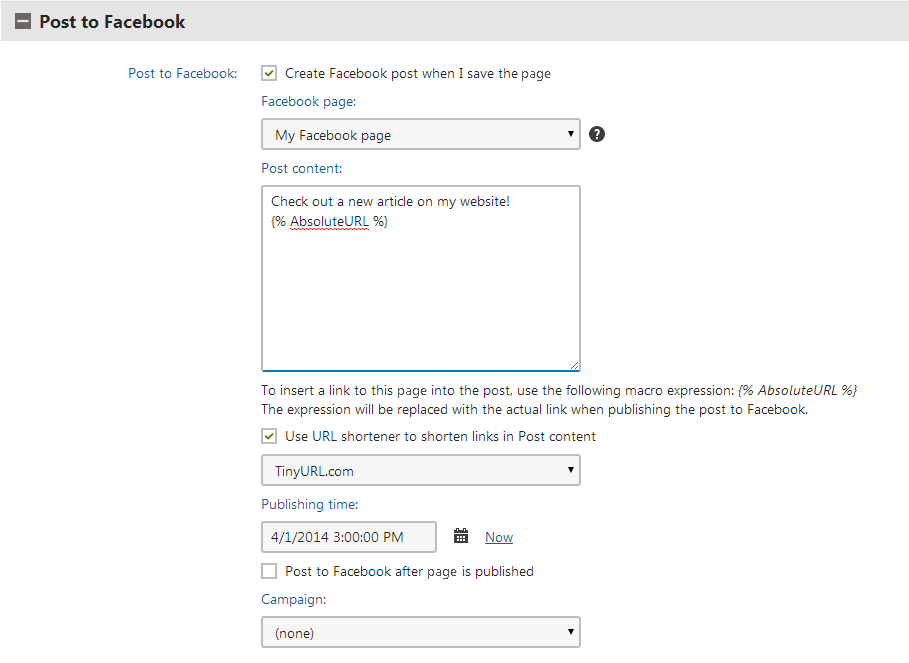 Post to Facebook
Post to Facebook: Create Facebook post when I save the page
Facebook page:
My Facebook page
Post content:
Check out a new article on my website!
{% AbsoluteURL %}
To insert a link to this page into the post, use the following macro expression: {% AbsoluteURL %}
The expression will be replaced with the actual link when publishing the post to Facebook.
Use URL shortener to shorten links in Post content
TinyURL.com
Publishing time:
4/1/2014 3:00:00 PM Now
Post to Facebook after page is published
Campaign:
(none)